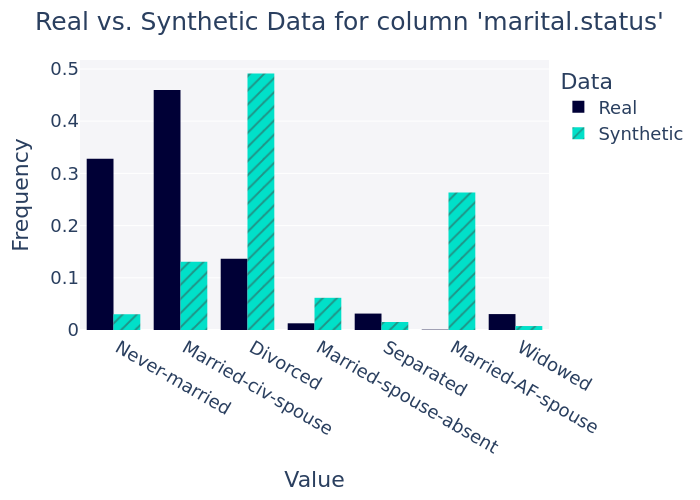 Real vs. Synthetic Data for column 'marital.status'
Data
Real
Synthetic
Frequency
0.5
0.4
0.3
0.2
0.1
0
Never-married
Married-civ-spouse
Divorced
Married-spouse-absent
Separated
Married-AF-spouse
Widowed
Value